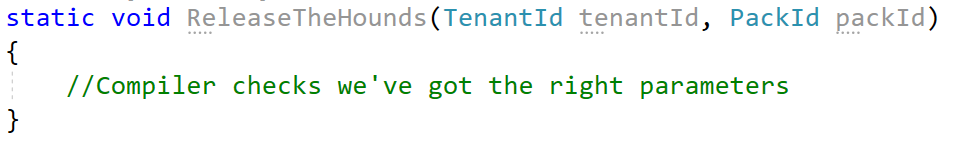 static void ReleaseTheHounds(TenantId tenantId, PackId packId)
{
//Compiler checks we've got the right parameters
}